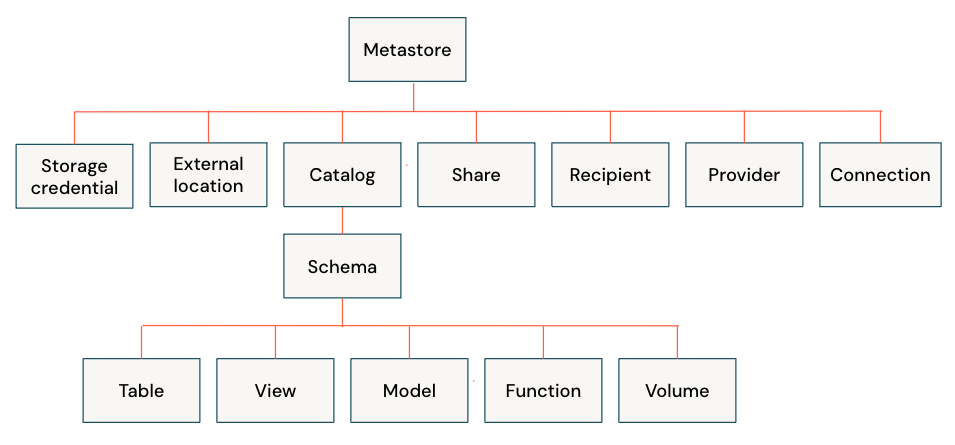 Metastore
Storage
credential
External
location
Catalog
Share
Recipient
Provider
Connection
Schema
Table
View
Model
Function
Volume